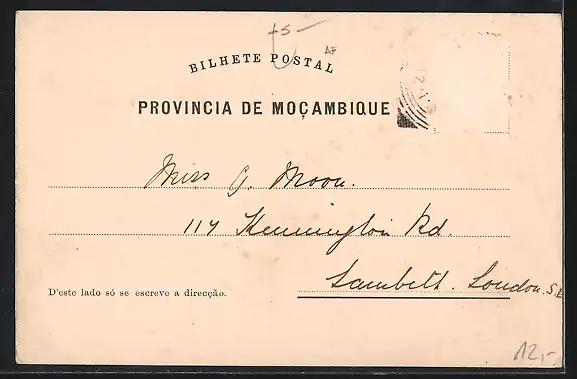 -5-
BILHETE POSTAL
PROVINCIA DE MOÇAMBIQUE
Miss G. Moon.
117 Kennington Rd.
Lambeth. London. S.E
D'este lado só se escreve a direcção.
12,-